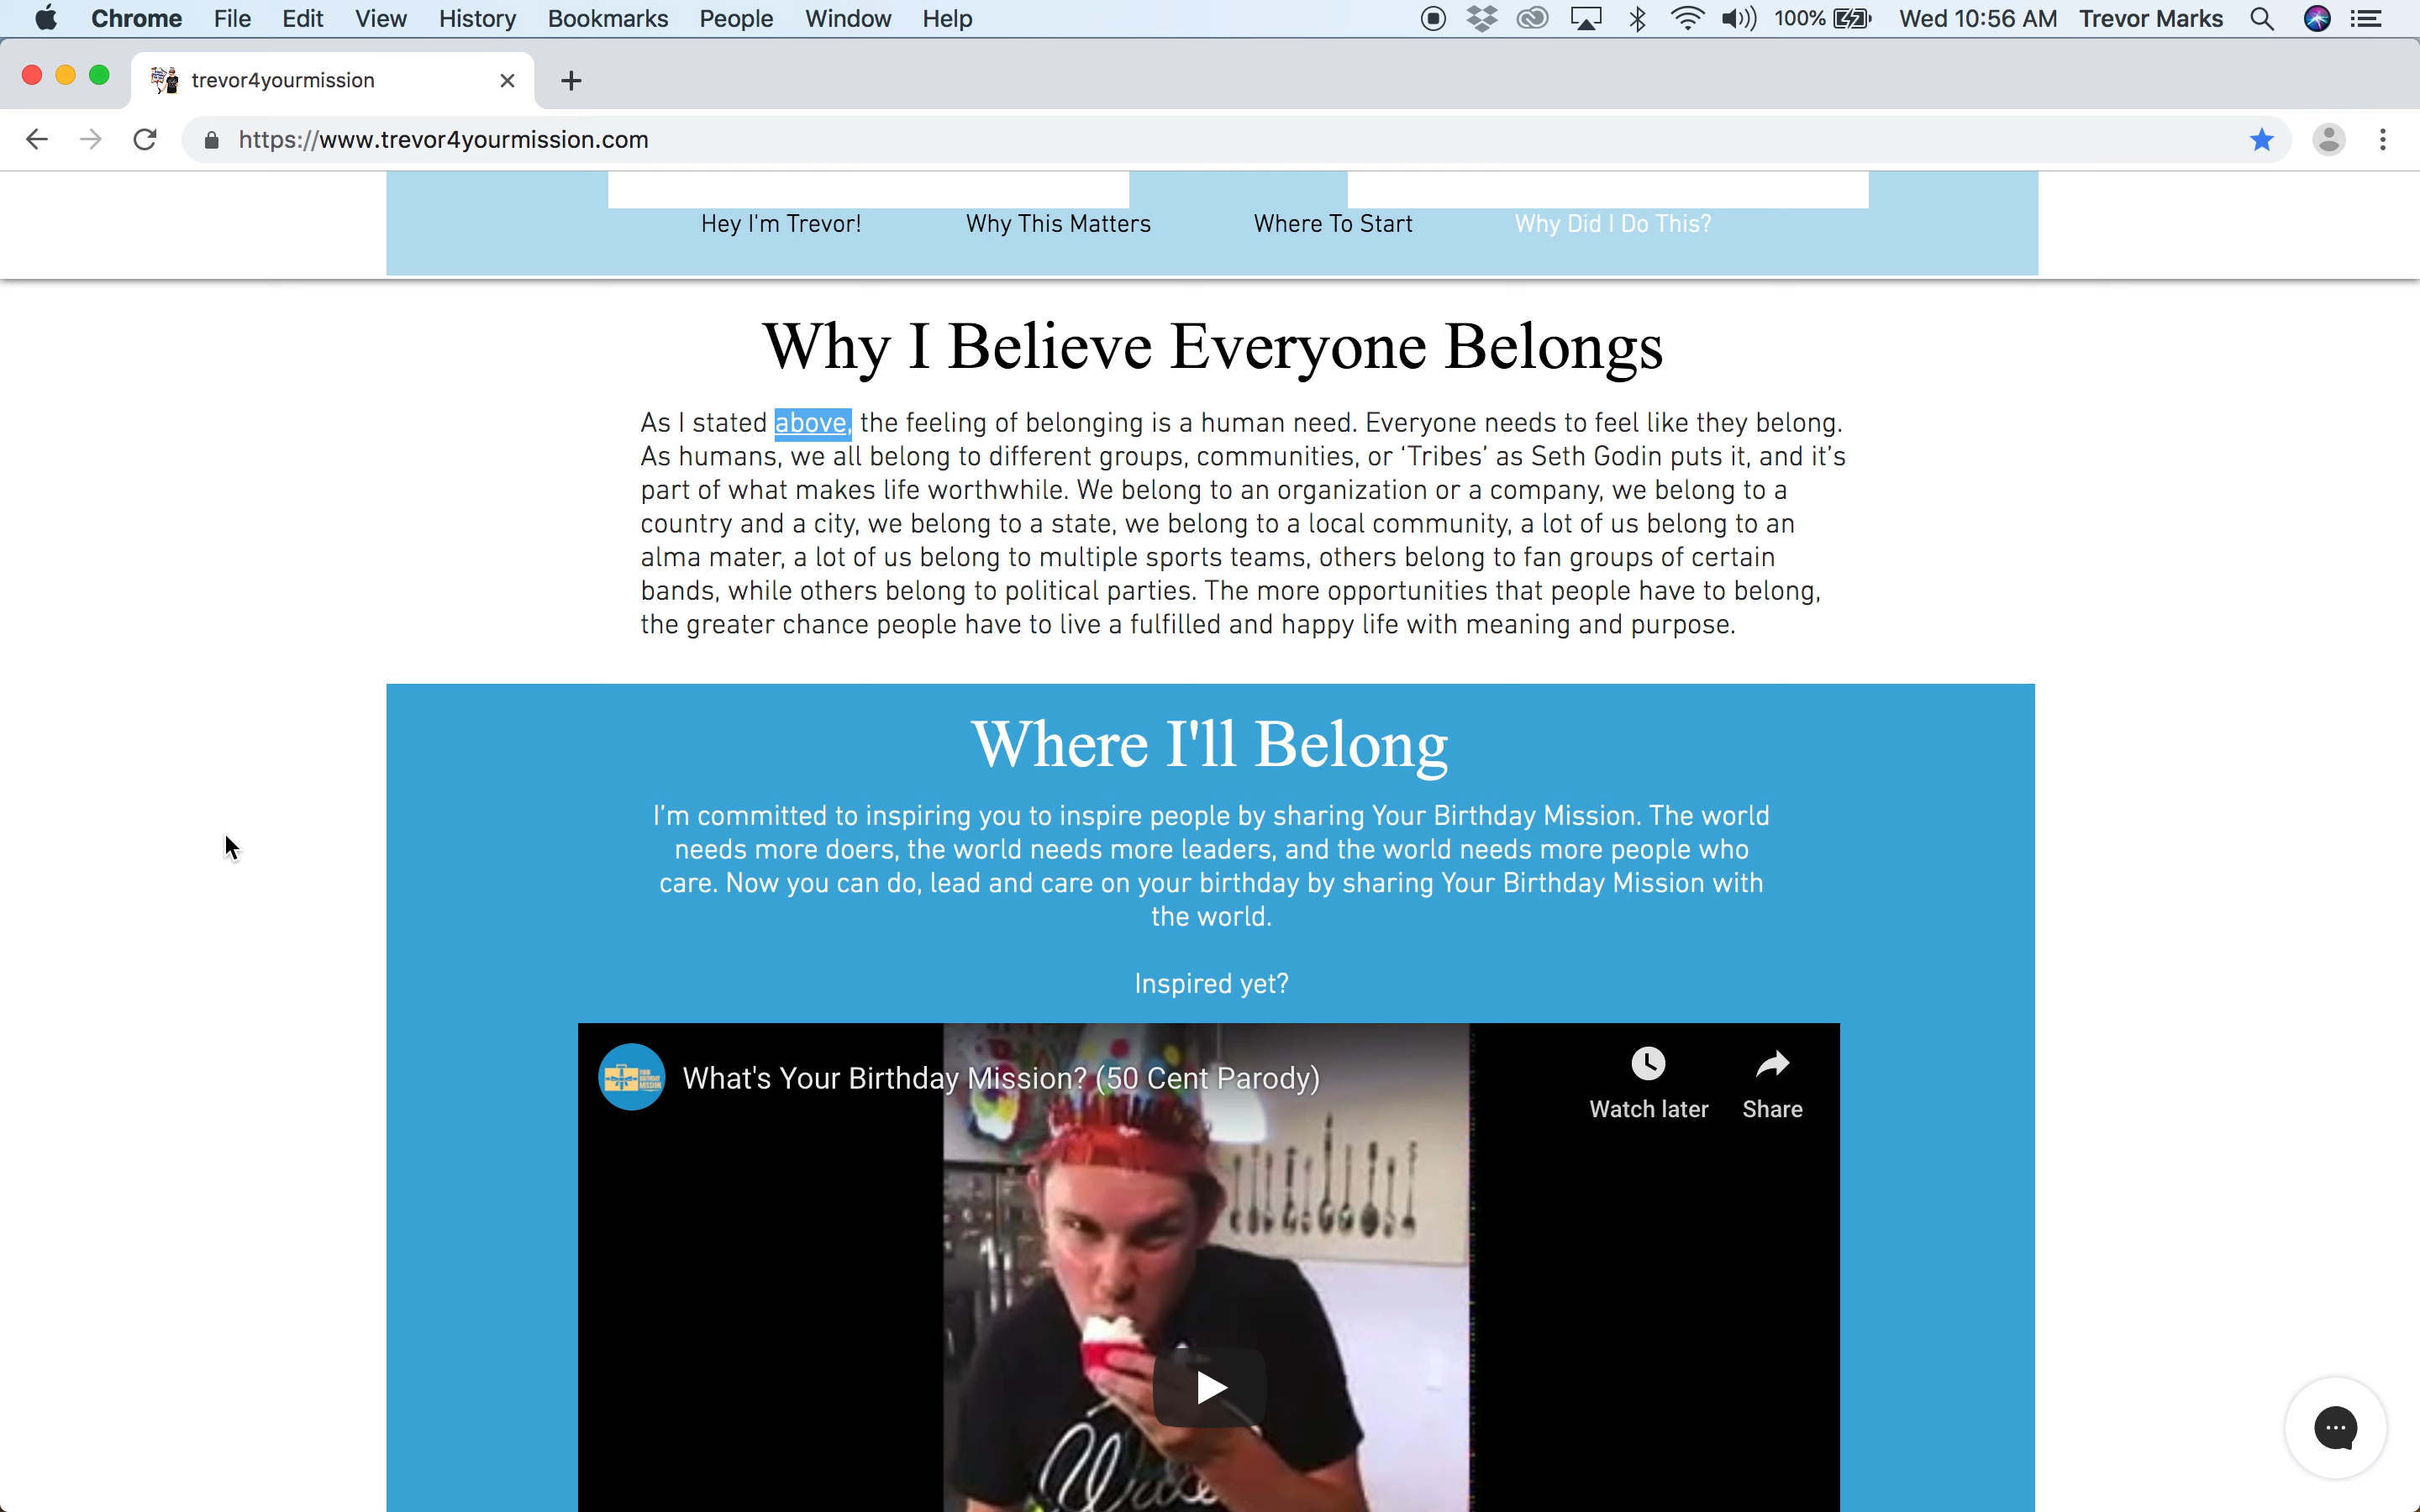 Chrome File Edit View History Bookmarks People Window Help 100% Wed 10:56 AM Trevor Marks
trevor4yourmission
https://www.trevor4yourmission.com
Hey I'm Trevor! Why This Matters Where To Start Why Did I Do This?
Why I Believe Everyone Belongs
As I stated above, the feeling of belonging is a human need. Everyone needs to feel like they belong.
As humans, we all belong to different groups, communities, or ‘Tribes’ as Seth Godin puts it, and it’s
part of what makes life worthwhile. We belong to an organization or a company, we belong to a
country and a city, we belong to a state, we belong to a local community, a lot of us belong to an
alma mater, a lot of us belong to multiple sports teams, others belong to fan groups of certain
bands, while others belong to political parties. The more opportunities that people have to belong,
the greater chance people have to live a fulfilled and happy life with meaning and purpose.
Where I'll Belong
I’m committed to inspiring you to inspire people by sharing Your Birthday Mission. The world
needs more doers, the world needs more leaders, and the world needs more people who
care. Now you can do, lead and care on your birthday by sharing Your Birthday Mission with
the world.
Inspired yet?
YOUR
BIRTHDAY
MISSION
What's Your Birthday Mission? (50 Cent Parody)
Watch later Share